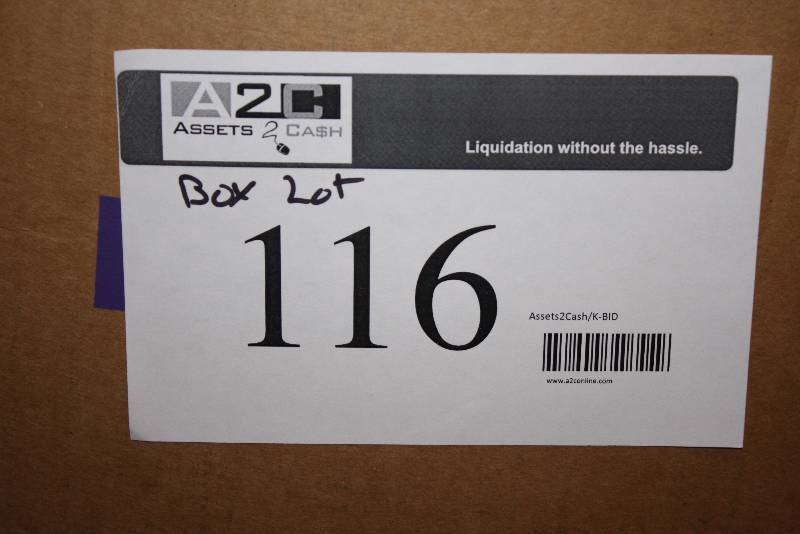 A2C
ASSETS 2 CA$H
Liquidation without the hassle.
Box Lot
116
Assets2Cash/K-BID
www.a2conline.com